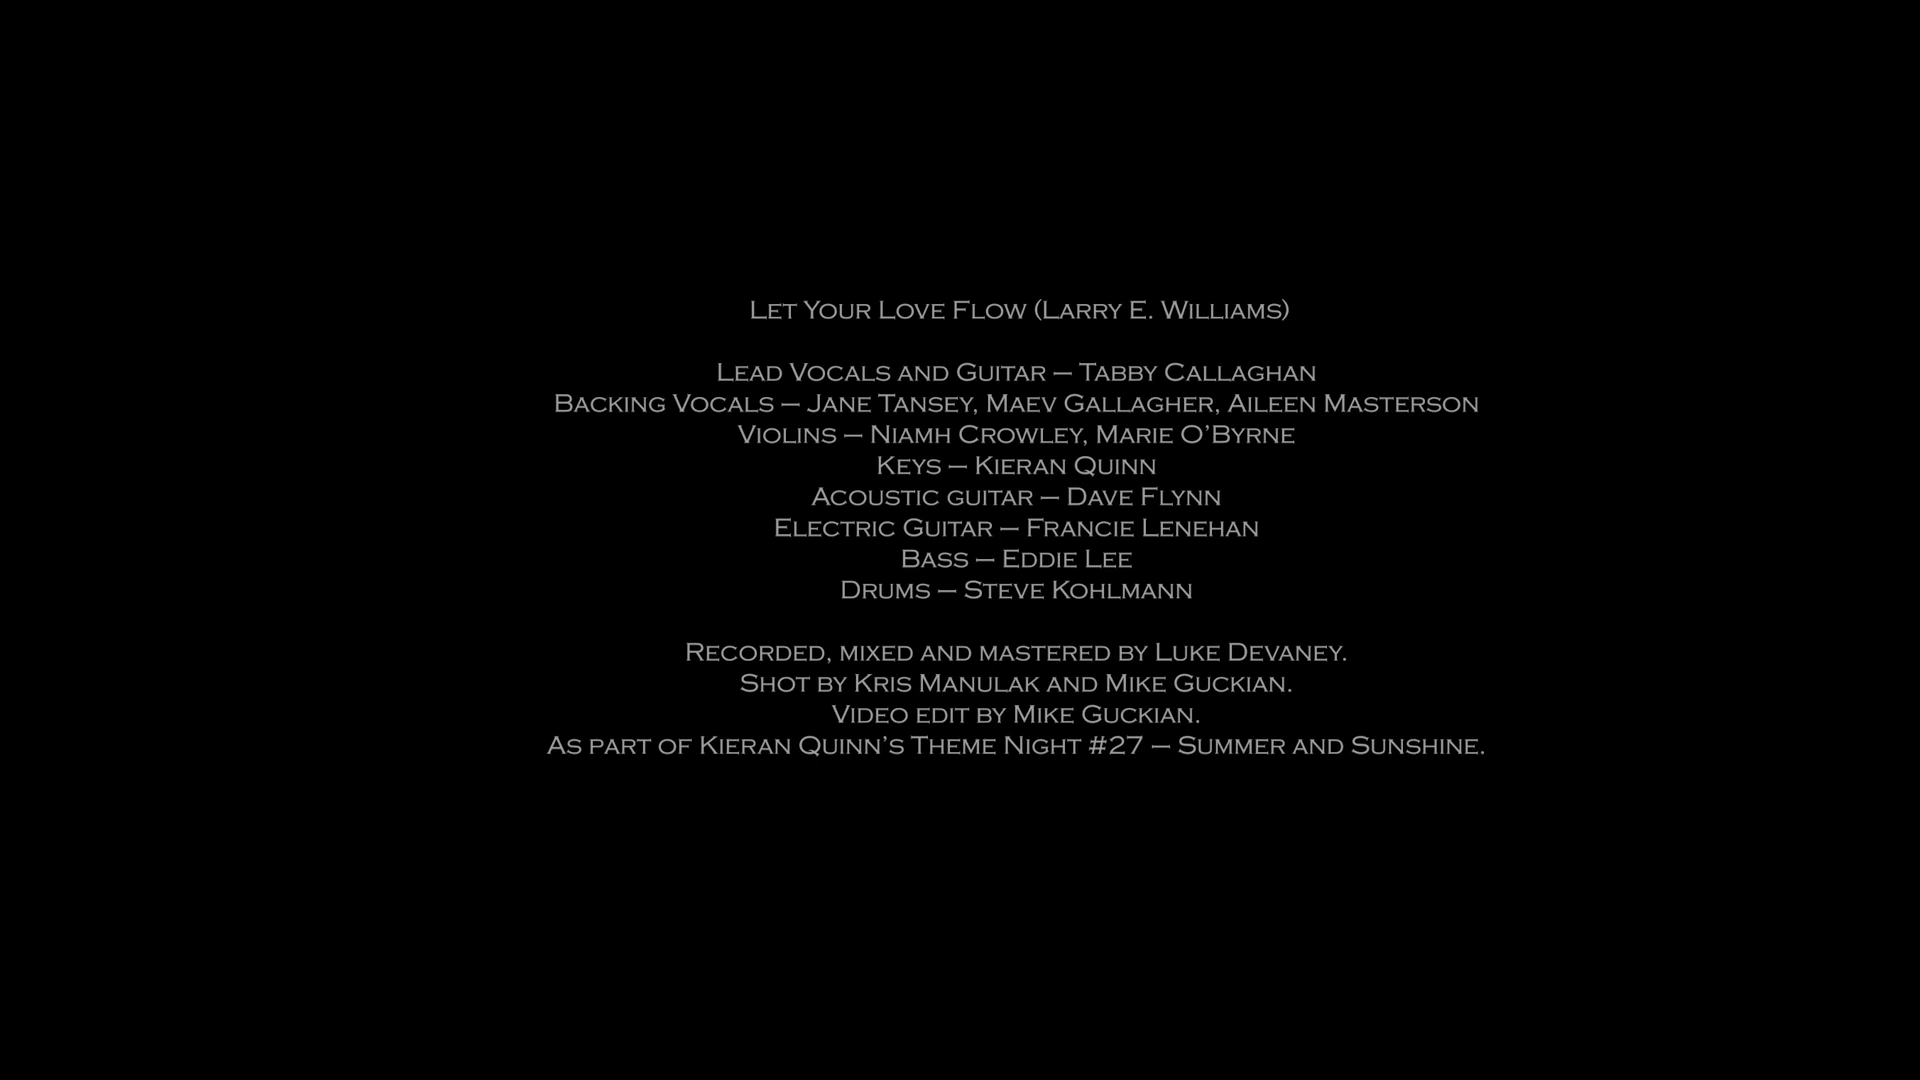 Let Your Love Flow (Larry E. Williams)
Lead Vocals and Guitar – Tabby Callaghan
Backing Vocals – Jane Tansey, Maev Gallagher, Aileen Masterson
Violins – Niamh Crowley, Marie O’Byrne
Keys – Kieran Quinn
Acoustic guitar – Dave Flynn
Electric Guitar – Francie Lenehan
Bass – Eddie Lee
Drums – Steve Kohlmann
Recorded, mixed and mastered by Luke Devaney.
Shot by Kris Manulak and Mike Guckian.
Video edit by Mike Guckian.
As part of Kieran Quinn’s Theme Night #27 – Summer and Sunshine.